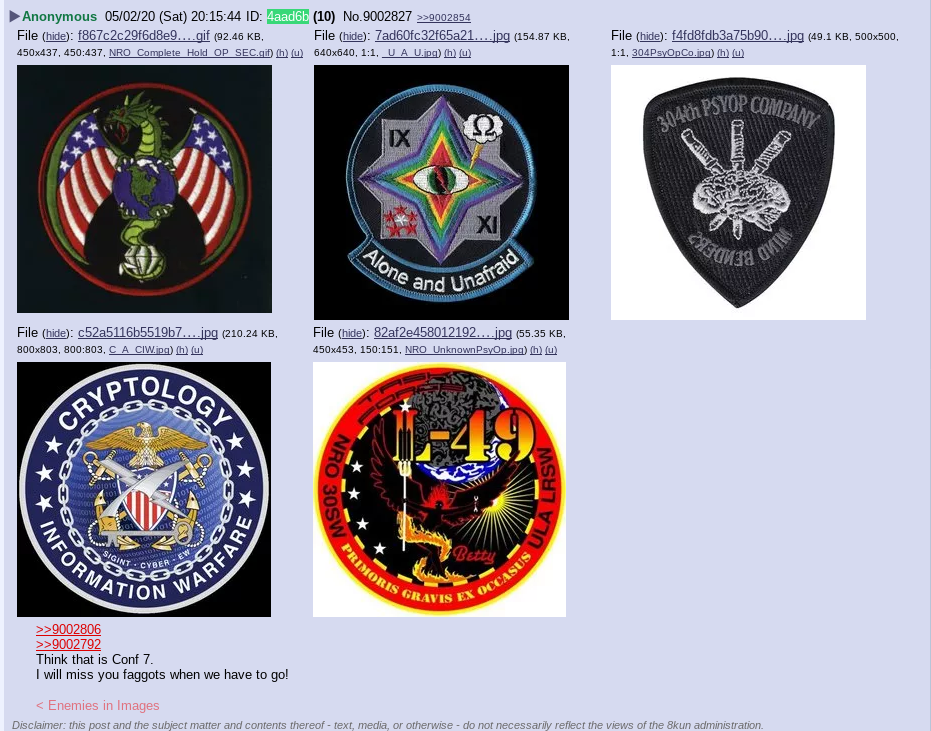 Anonymous 05/02/20 (Sat) 20:15:44 ID: 4aad6b (10) No.9002827 >>9002854
File (hide): f867c2c29f6d8e9….gif (92.46 KB, 450x437, 450:437, NRO_Complete_Hold_OP_SEC.gif) (h) (u)
File (hide): 7ad60fc32f65a21….jpg (154.87 KB, 640x640, 1:1, _U_A_U.jpg) (h) (u)
File (hide): f4fd8fdb3a75b90….jpg (49.1 KB, 500x500, 1:1, 304PsyOpCo.jpg) (h) (u)
IX
Ω
XI
Alone and Unafraid
304th PSYOP COMPANY
MIND BENDERS
File (hide): c52a5116b5519b7….jpg (210.24 KB, 800x803, 800:803, C_A_CIW.jpg) (h) (u)
File (hide): 82af2e458012192….jpg (55.35 KB, 450x453, 150:151, NRO_UnknownPsyOp.jpg) (h) (u)
CRYPTOLOGY
SIGINT · CYBER · EW
INFORMATION WARFARE
TASK FORCE
L-49
NRO 30SW
ULA LRSW
Betty
PRIMORIS GRAVIS EX OCCASUS
>>9002806
>>9002792
Think that is Conf 7.
I will miss you faggots when we have to go!
< Enemies in Images
Disclaimer: this post and the subject matter and contents thereof - text, media, or otherwise - do not necessarily reflect the views of the 8kun administration.